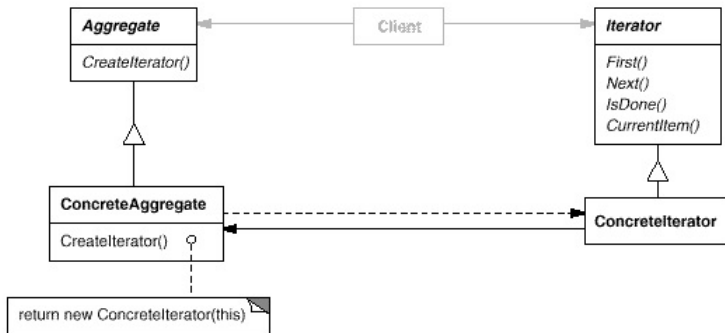 Aggregate
CreateIterator()
Client
Iterator
First()
Next()
IsDone()
CurrentItem()
ConcreteAggregate
CreateIterator()
ConcreteIterator
return new ConcreteIterator(this)